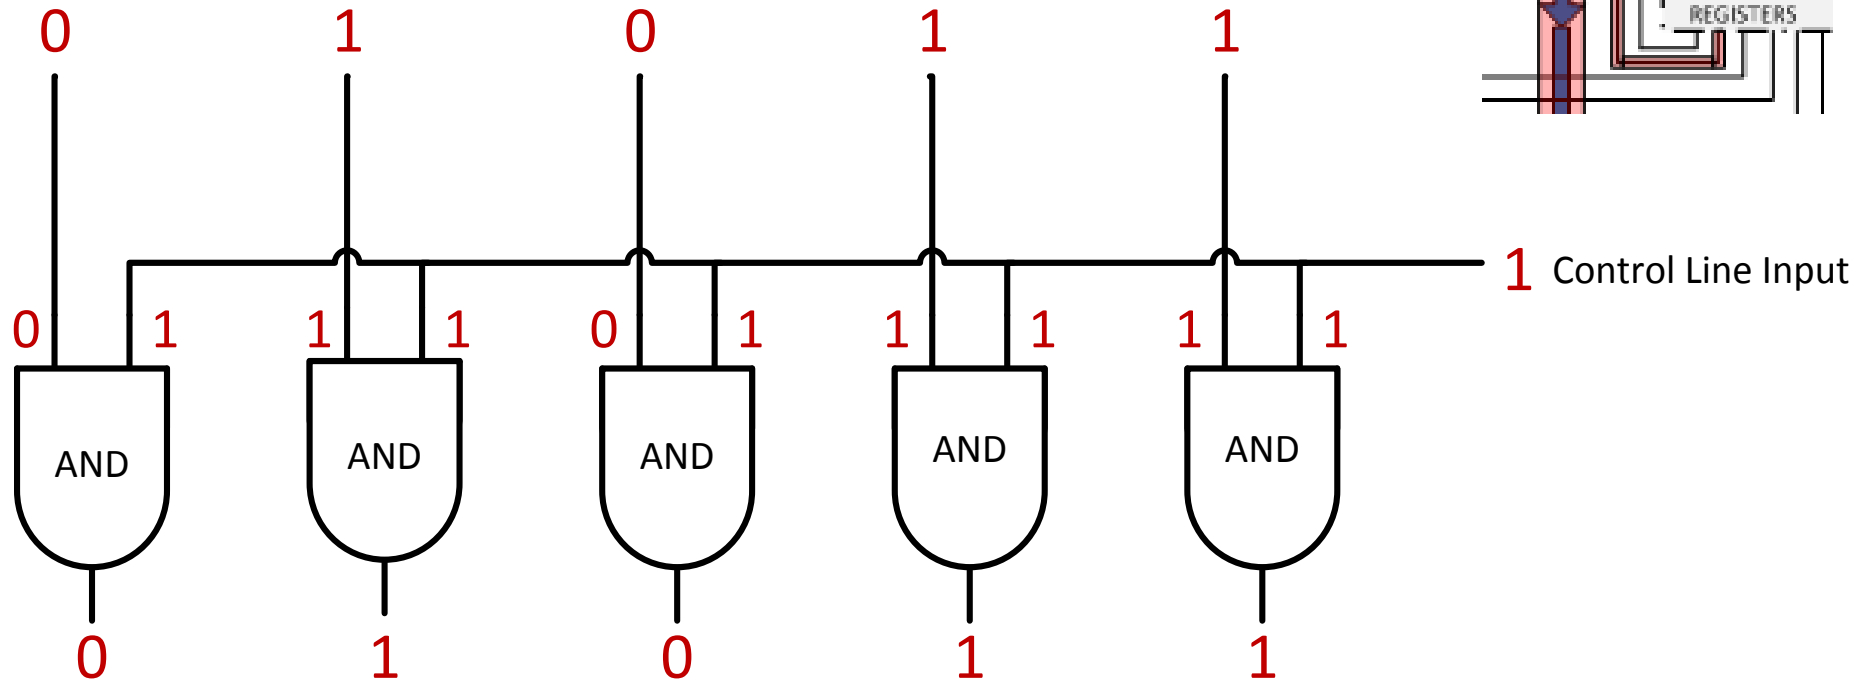 REGISTERS
0 1 0 1 1
1 Control Line Input
0 1 1 1 0 1 1 1 1 1
AND AND AND AND AND
0 1 0 1 1